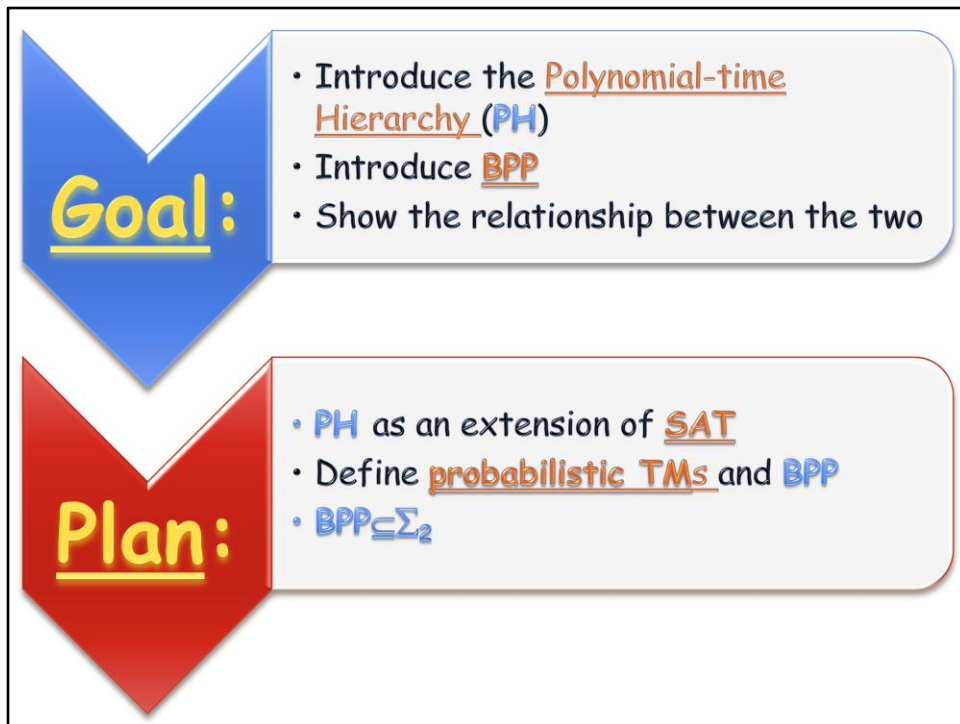 Goal:
• Introduce the Polynomial-time
Hierarchy (PH)
• Introduce BPP
• Show the relationship between the two
Plan:
• PH as an extension of SAT
• Define probabilistic TMs and BPP
• BPP⊆Σ₂